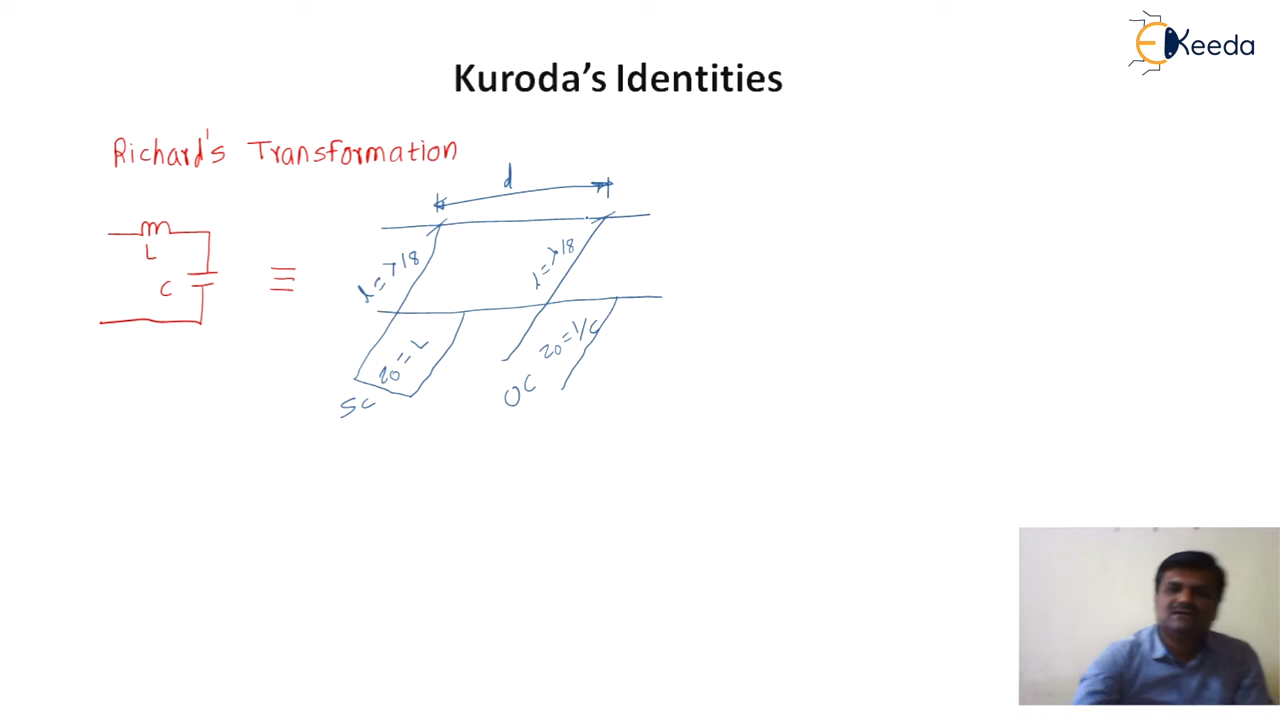 Keeda
Kuroda's Identities
Richard's Transformation
d
L
C
l = λ/8
l = λ/8
z0 = L
z0 = 1/C
SC
OC